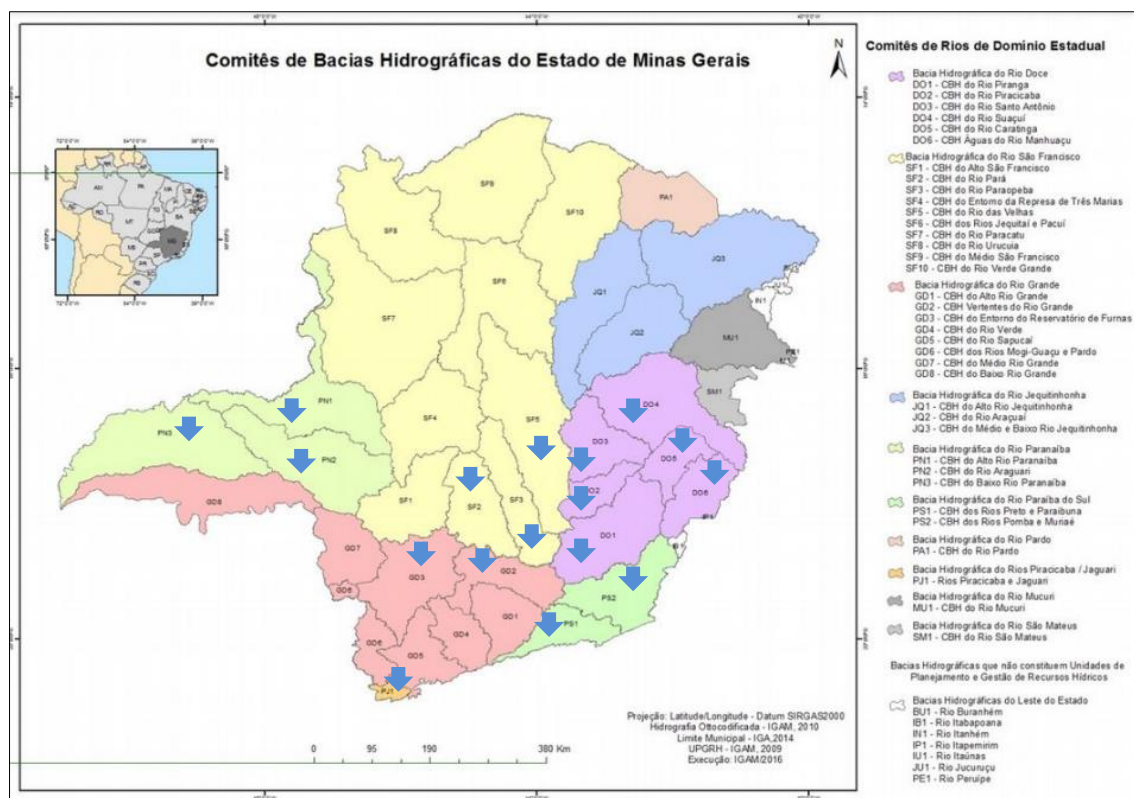 Comitês de Bacias Hidrográficas do Estado de Minas Gerais
N
SF9
SF10
PA1
SF8
JQ3
JQ1
SF6
IN1
SF7
JQ2
MU1
SM1
PN1
DO4
SF4
SF5
PN3
DO3
PN2
DO5
DO6
SF1
SF2
SF3
GD8
DO1
GD7
GD3
GD2
PS2
GD1
PS1
GD6
GD4
GD5
PJ1
0 95 190 380 Km
Projeção: Latitude/Longitude - Datum SIRGAS2000
Hidrografia Ottocodificada - IGAM, 2010
Limite Municipal - IGA,2014
UPGRH - IGAM, 2009
Execução: IGAM/2016
Comitês de Rios de Domínio Estadual
Bacia Hidrográfica do Rio Doce
DO1 - CBH do Rio Piranga
DO2 - CBH do Rio Piracicaba
DO3 - CBH do Rio Santo Antônio
DO4 - CBH do Rio Suaçuí
DO5 - CBH do Rio Caratinga
DO6 - CBH Águas do Rio Manhuaçu
Bacia Hidrográfica do Rio São Francisco
SF1 - CBH do Alto São Francisco
SF2 - CBH do Rio Pará
SF3 - CBH do Rio Paraopeba
SF4 - CBH do Entorno da Represa de Três Marias
SF5 - CBH do Rio das Velhas
SF6 - CBH dos Rios Jequitaí e Pacuí
SF7 - CBH do Rio Paracatu
SF8 - CBH do Rio Urucuia
SF9 - CBH do Médio São Francisco
SF10 - CBH do Rio Verde Grande
Bacia Hidrográfica do Rio Grande
GD1 - CBH do Alto Rio Grande
GD2 - CBH Vertentes do Rio Grande
GD3 - CBH do Entorno do Reservatório de Furnas
GD4 - CBH do Rio Verde
GD5 - CBH do Rio Sapucaí
GD6 - CBH dos Rios Mogi-Guaçu e Pardo
GD7 - CBH do Médio Rio Grande
GD8 - CBH do Baixo Rio Grande
Bacia Hidrográfica do Rio Jequitinhonha
JQ1 - CBH do Alto Rio Jequitinhonha
JQ2 - CBH do Rio Araçuaí
JQ3 - CBH do Médio e Baixo Rio Jequitinhonha
Bacia Hidrográfica do Rio Paranaíba
PN1 - CBH do Alto Rio Paranaíba
PN2 - CBH do Rio Araguari
PN3 - CBH do Baixo Rio Paranaíba
Bacia Hidrográfica do Rio Paraíba do Sul
PS1 - CBH dos Rios Preto e Paraibuna
PS2 - CBH dos Rios Pomba e Muriaé
Bacia Hidrográfica do Rio Pardo
PA1 - CBH do Rio Pardo
Bacia Hidrográfica do Rios Piracicaba /Jaguari
PJ1 - Rios Piracicaba e Jaguari
Bacia Hidrográfica do Rio Mucuri
MU1 - CBH do Rio Mucuri
Bacia Hidrográfica do Rio São Mateus
SM1 - CBH do Rio São Mateus
Bacias Hidrográficas que não constituem Unidades de
Planejamento e Gestão de Recursos Hídricos
Bacias Hidrográficas do Leste do Estado
BU1 - Rio Buranhém
IB1 - Rio Itabapoana
IN1 - Rio Itanhém
IP1 - Rio Itapemirim
IU1 - Rio Itaúnas
JU1 - Rio Jucuruçu
PE1 - Rio Peruípe